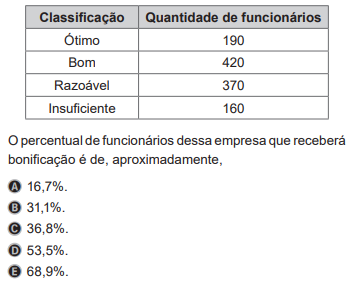 Classificação Quantidade de funcionários
Ótimo 190
Bom 420
Razoável 370
Insuficiente 160
O percentual de funcionários dessa empresa que receberá
bonificação é de, aproximadamente,
A 16,7%.
B 31,1%.
C 36,8%.
D 53,5%.
E 68,9%.